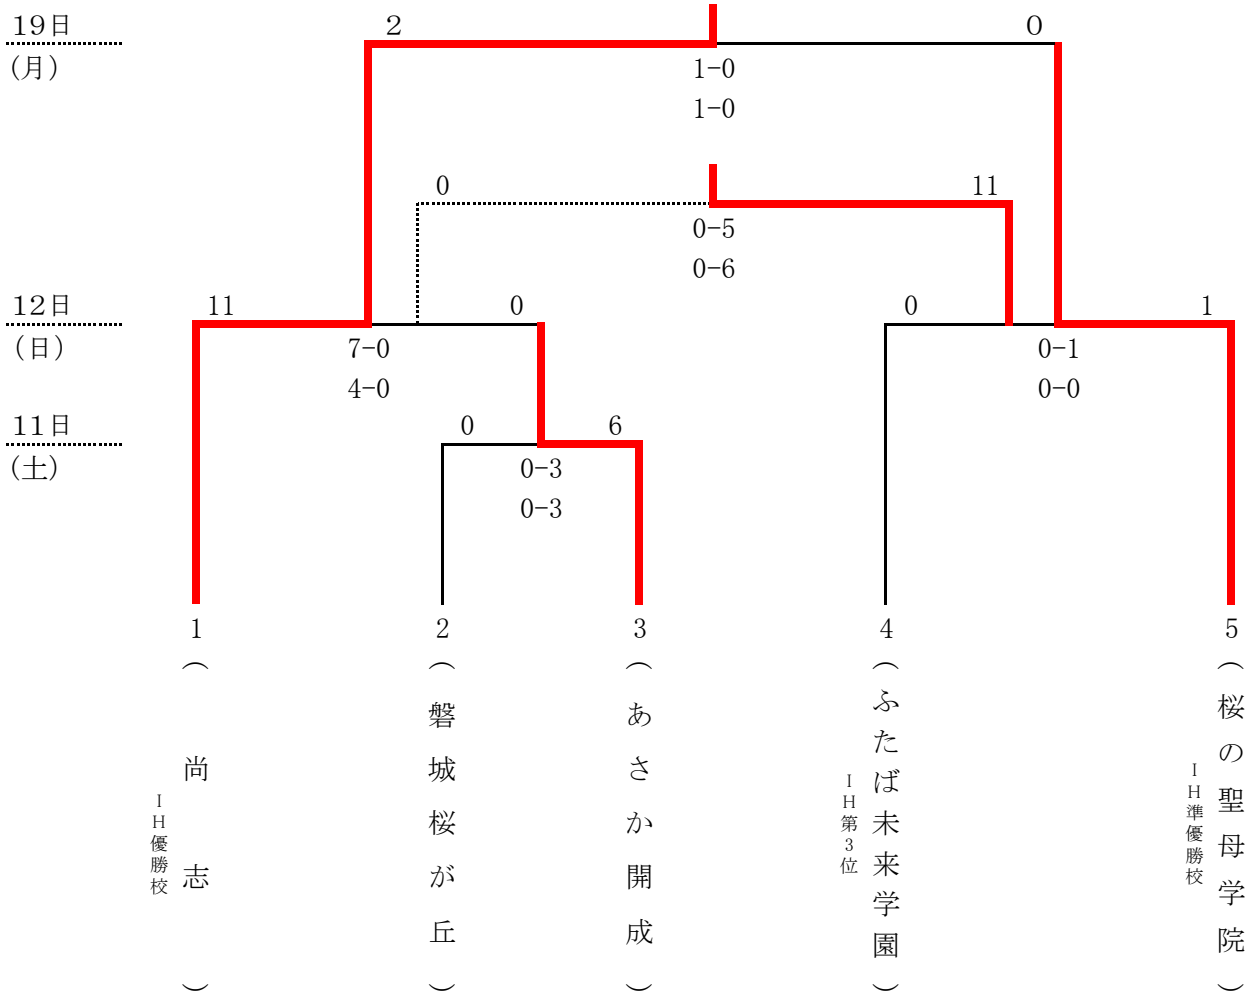 19日
2
0
(月)
1-0
1-0
0
11
0-5
0-6
12日
11
0
0
1
(日)
7-0
0-1
4-0
0-0
11日
0
6
(土)
0-3
0-3
1
2
3
4
5
(尚志)
IH優勝校
(磐城桜が丘)
(あさか開成)
(ふたば未来学園)
IH第3位
(桜の聖母学院)
IH準優勝校